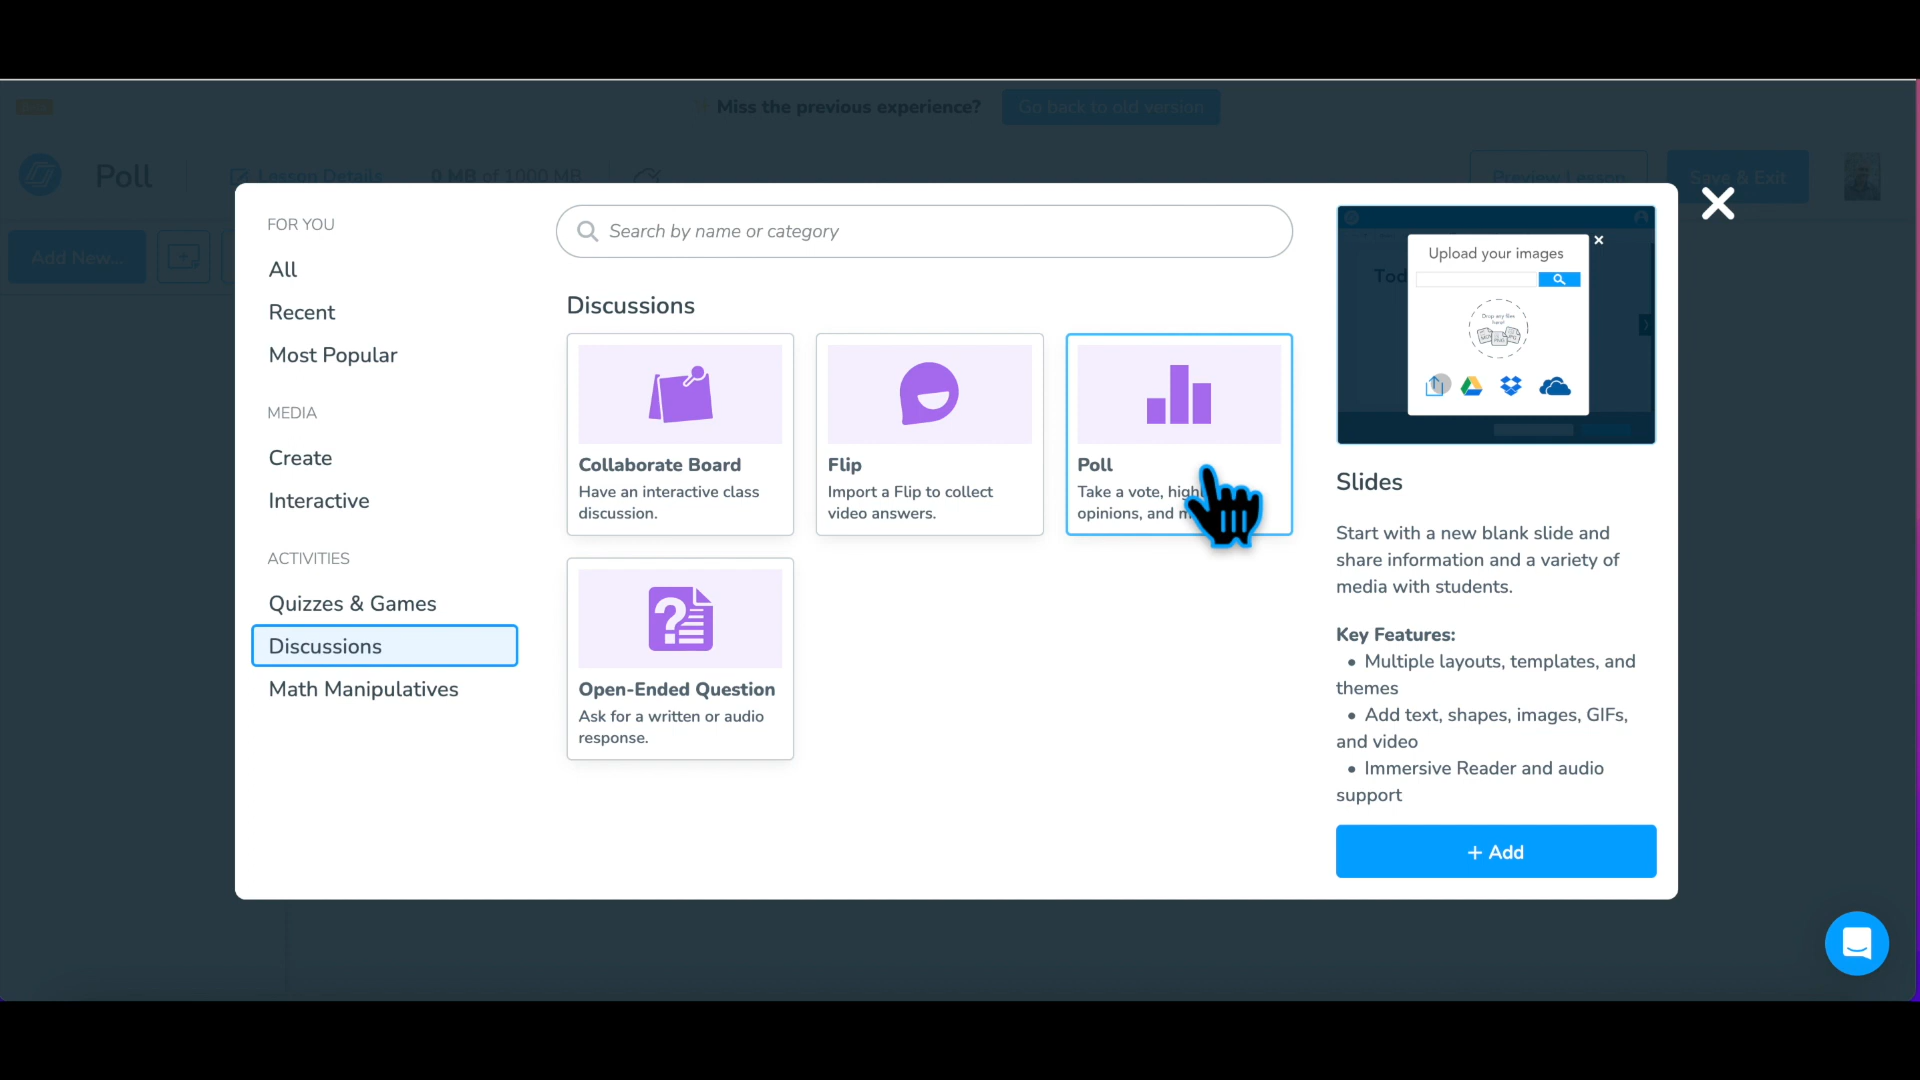 Miss the previous experience?
Go back to old version
Poll
Lesson Details
0 MB of 1000 MB
Preview Lesson
Save & Exit
Add New...
FOR YOU
All
Recent
Most Popular
MEDIA
Create
Interactive
ACTIVITIES
Quizzes & Games
Discussions
Math Manipulatives
Search by name or category
Discussions
Collaborate Board
Have an interactive class
discussion.
Flip
Import a Flip to collect
video answers.
Poll
Take a vote,
opinions, and
Open-Ended Question
Ask for a written or audio
response.
Upload your images
Drop any files
here!
Slides
Start with a new blank slide and
share information and a variety of
media with students.
Key Features:
• Multiple layouts, templates, and
themes
• Add text, shapes, images, GIFs,
and video
• Immersive Reader and audio
support
+ Add